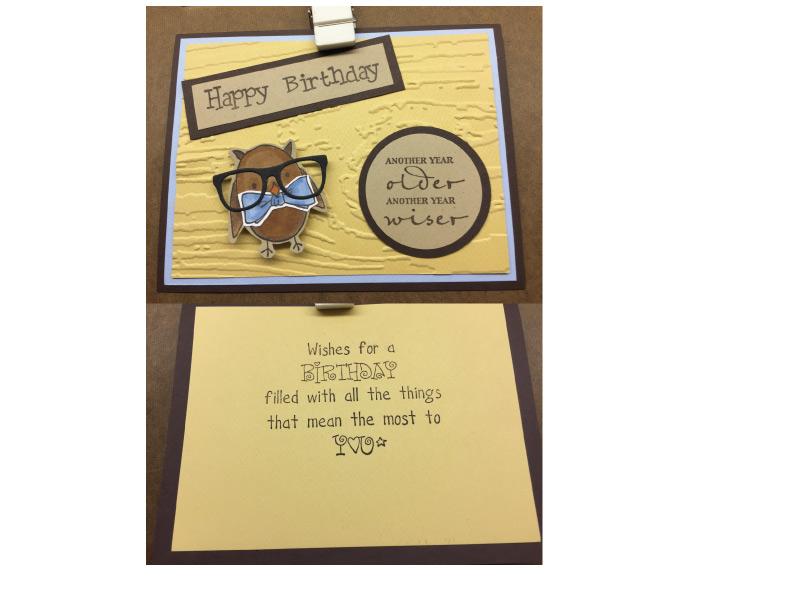 Happy Birthday
ANOTHER YEAR
older
ANOTHER YEAR
wiser
Wishes for a
BIRTHDAY
filled with all the things
that mean the most to
YOU